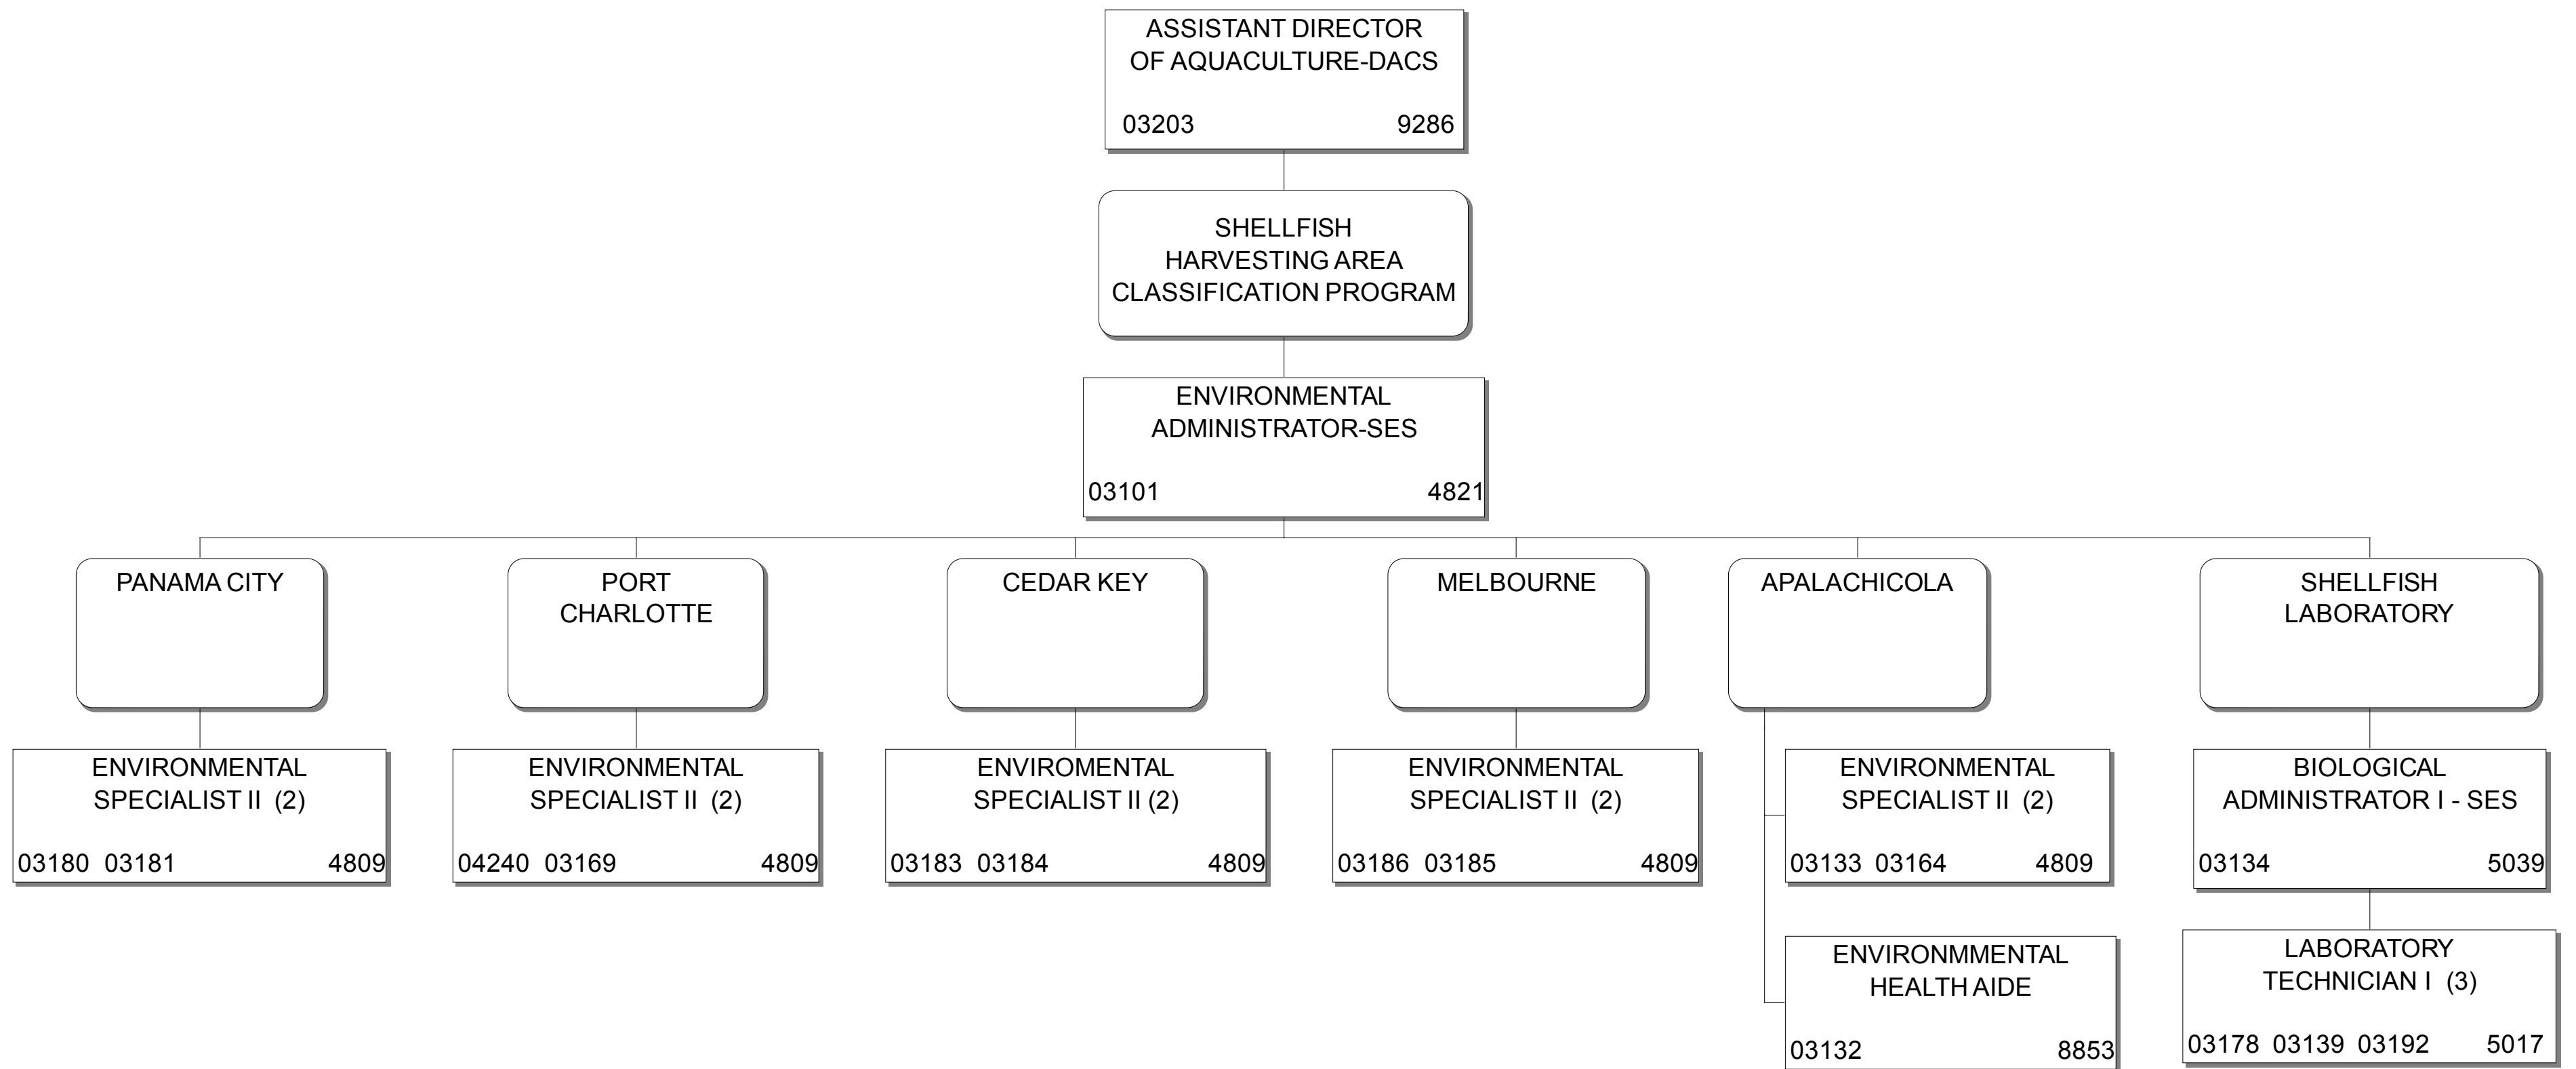 ASSISTANT DIRECTOR
OF AQUACULTURE-DACS
03203 9286
SHELLFISH
HARVESTING AREA
CLASSIFICATION PROGRAM
ENVIRONMENTAL
ADMINISTRATOR-SES
03101 4821
PANAMA CITY
PORT
CHARLOTTE
CEDAR KEY
MELBOURNE
APALACHICOLA
SHELLFISH
LABORATORY
ENVIRONMENTAL
SPECIALIST II (2)
03180 03181 4809
ENVIRONMENTAL
SPECIALIST II (2)
04240 03169 4809
ENVIROMENTAL
SPECIALIST II (2)
03183 03184 4809
ENVIRONMENTAL
SPECIALIST II (2)
03186 03185 4809
ENVIRONMENTAL
SPECIALIST II (2)
03133 03164 4809
BIOLOGICAL
ADMINISTRATOR I - SES
03134 5039
ENVIRONMMENTAL
HEALTH AIDE
03132 8853
LABORATORY
TECHNICIAN I (3)
03178 03139 03192 5017